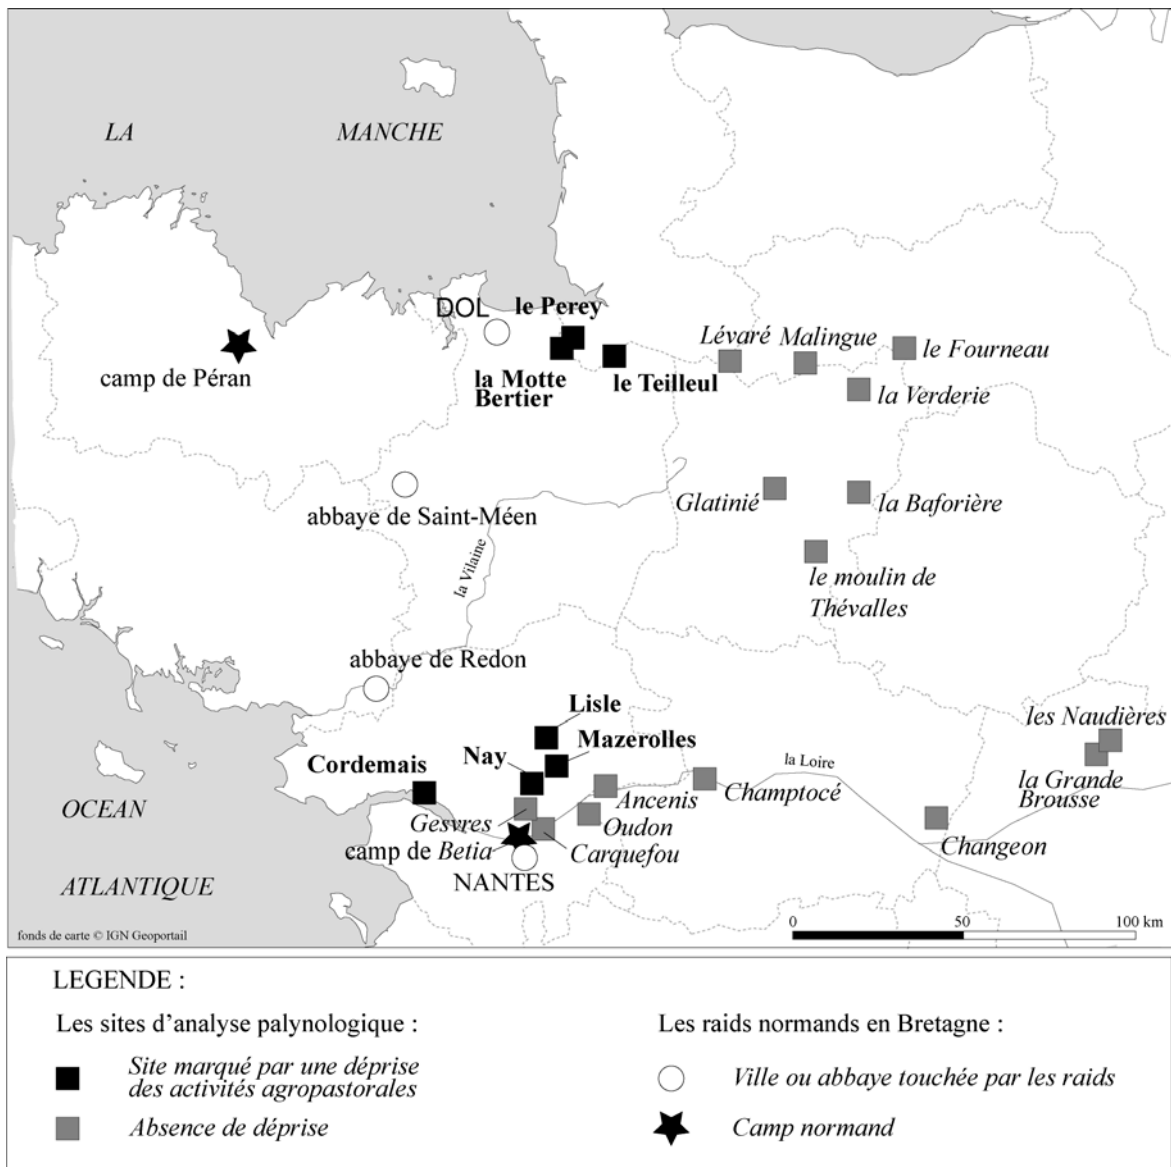 LA MANCHE
DOL
le Perey
Lévaré
Malingue
le Fourneau
camp de Péran
la Motte
Bertier
le Teilleul
la Verderie
abbaye de Saint-Méen
Glatinié
la Baforière
la Vilaine
le moulin de
Thévalles
abbaye de Redon
Lisle
les Naudières
Mazerolles
Cordemais
Nay
la Loire
la Grande
Brousse
OCEAN
ATLANTIQUE
Gesvres
Ancenis
Champtocé
Oudon
camp de Betia
Carquefou
Changeon
NANTES
0 50 100 km
fonds de carte © IGN Geoportail
LEGENDE :
Les sites d'analyse palynologique :
Site marqué par une déprise
des activités agropastorales
Absence de déprise
Les raids normands en Bretagne :
Ville ou abbaye touchée par les raids
Camp normand